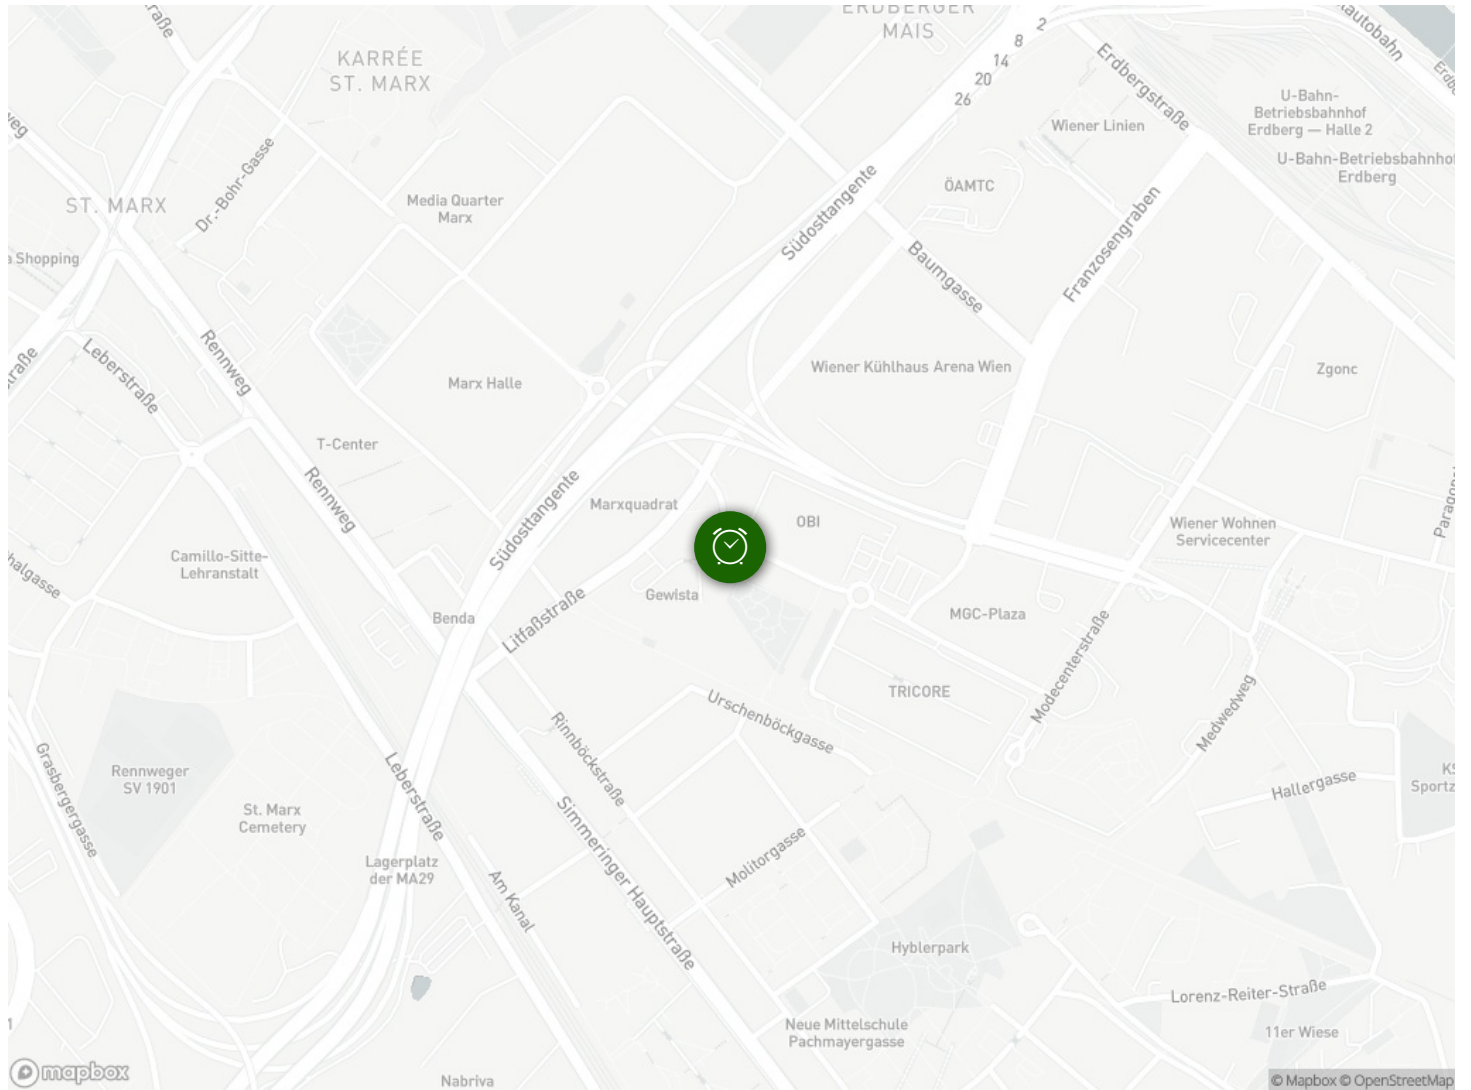 ERDBERGER
MAIS
2
8
14
20
26
KARRÉE
ST. MARX
Erdbergstraße
U-Bahn-
Betriebsbahnhof
Erdberg — Halle 2
Wiener Linien
U-Bahn-Betriebsbahnhof
Erdberg
Dr.-Bohr-Gasse
ÖAMTC
ST. MARX
Media Quarter
Marx
Südosttangente
Franzosengraben
Shopping
Baumgasse
Rennweg
Leberstraße
Wiener Kühlhaus Arena Wien
Zgonc
Marx Halle
T-Center
Rennweg
Südosttangente
Marxquadrat
OBI
Wiener Wohnen
Servicecenter
Camillo-Sitte-
Lehranstalt
Gewista
Benda
Litfaßstraße
MGC-Plaza
Modecenterstraße
TRICORE
Urschenböckgasse
Medwedweg
Rinnböckstraße
Rennweger
SV 1901
Grasbergergasse
Leberstraße
Hallergasse
St. Marx
Cemetery
Simmeringer Hauptstraße
Molitorgasse
Lagerplatz
der MA29
Am Kanal
Hyblerpark
Lorenz-Reiter-Straße
Neue Mittelschule
Pachmayergasse
11er Wiese
mapbox
Nabriva
© Mapbox © OpenStreetMap